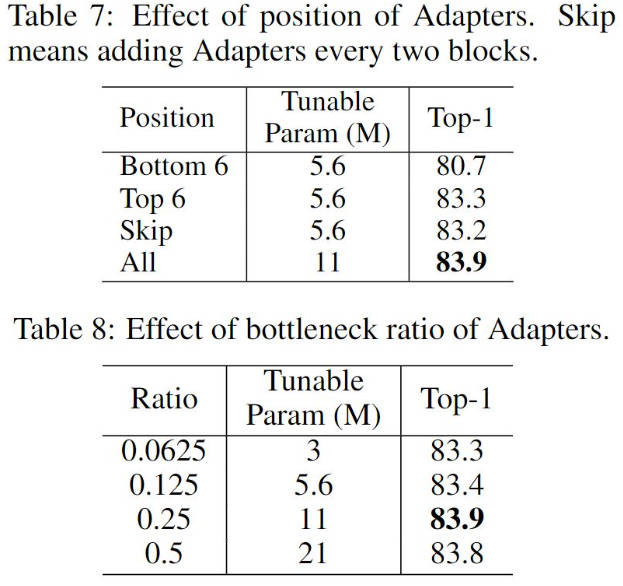 Table 7: Effect of position of Adapters. Skip
means adding Adapters every two blocks.
Position Tunable Param (M) Top-1
Bottom 6 5.6 80.7
Top 6 5.6 83.3
Skip 5.6 83.2
All 11 83.9
Table 8: Effect of bottleneck ratio of Adapters.
Ratio Tunable Param (M) Top-1
0.0625 3 83.3
0.125 5.6 83.4
0.25 11 83.9
0.5 21 83.8